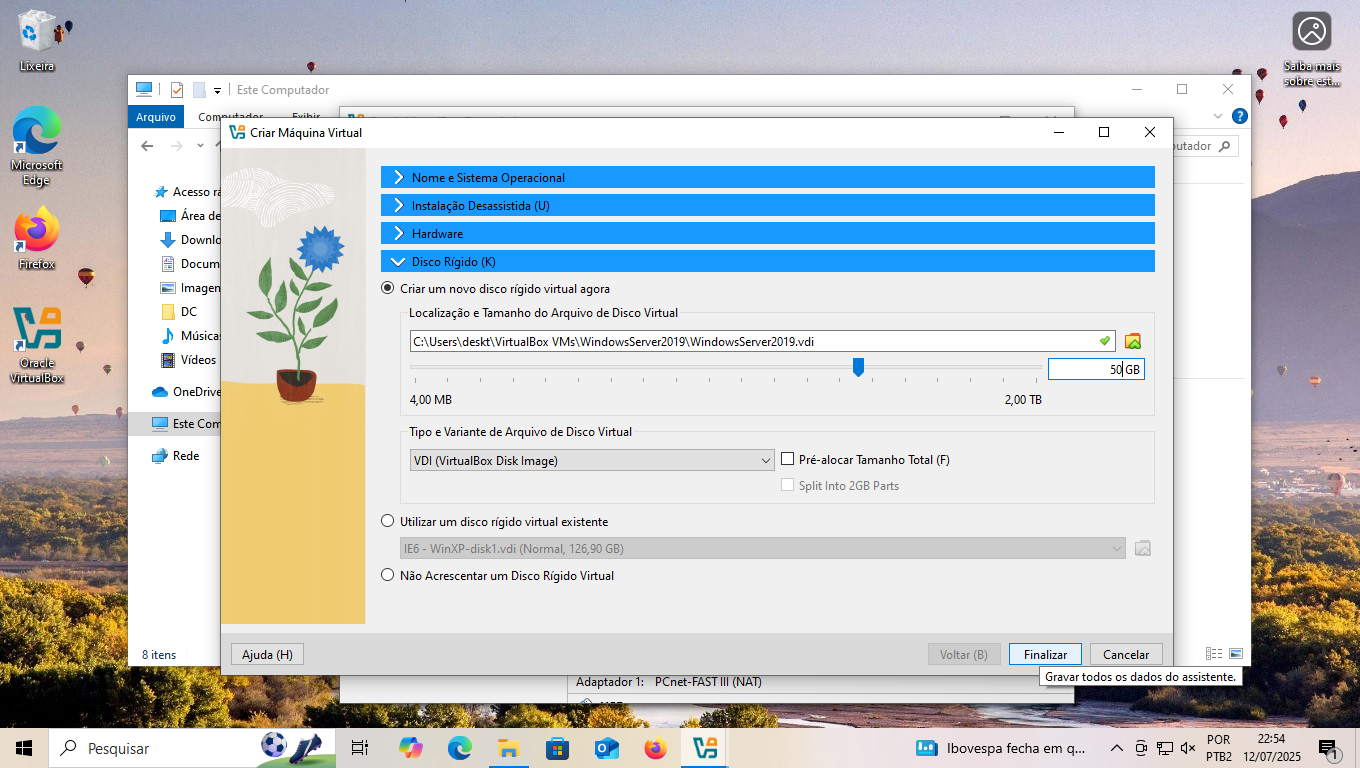 Lixeira
Microsoft
Edge
Firefox
Oracle
VirtualBox
Saiba mais
sobre est...
Este Computador
Arquivo
Computador
Exibir
Acesso rá
Área de
Downlo
Docum
Imagen
DC
Músicas
Vídeos
OneDrive
Este Com
Rede
8 itens
putador
Criar Máquina Virtual
Nome e Sistema Operacional
Instalação Desassistida (U)
Hardware
Disco Rígido (K)
Criar um novo disco rígido virtual agora
Localização e Tamanho do Arquivo de Disco Virtual
C:\Users\deskt\VirtualBox VMs\WindowsServer2019\WindowsServer2019.vdi
50 GB
4,00 MB
2,00 TB
Tipo e Variante de Arquivo de Disco Virtual
VDI (VirtualBox Disk Image)
Pré-alocar Tamanho Total (F)
Split Into 2GB Parts
Utilizar um disco rígido virtual existente
IE6 - WinXP-disk1.vdi (Normal, 126,90 GB)
Não Acrescentar um Disco Rígido Virtual
Ajuda (H)
Voltar (B)
Finalizar
Cancelar
Gravar todos os dados do assistente.
Adaptador 1: PCnet-FAST III (NAT)
Pesquisar
Ibovespa fecha em q...
POR
PTB2
22:54
12/07/2025
1